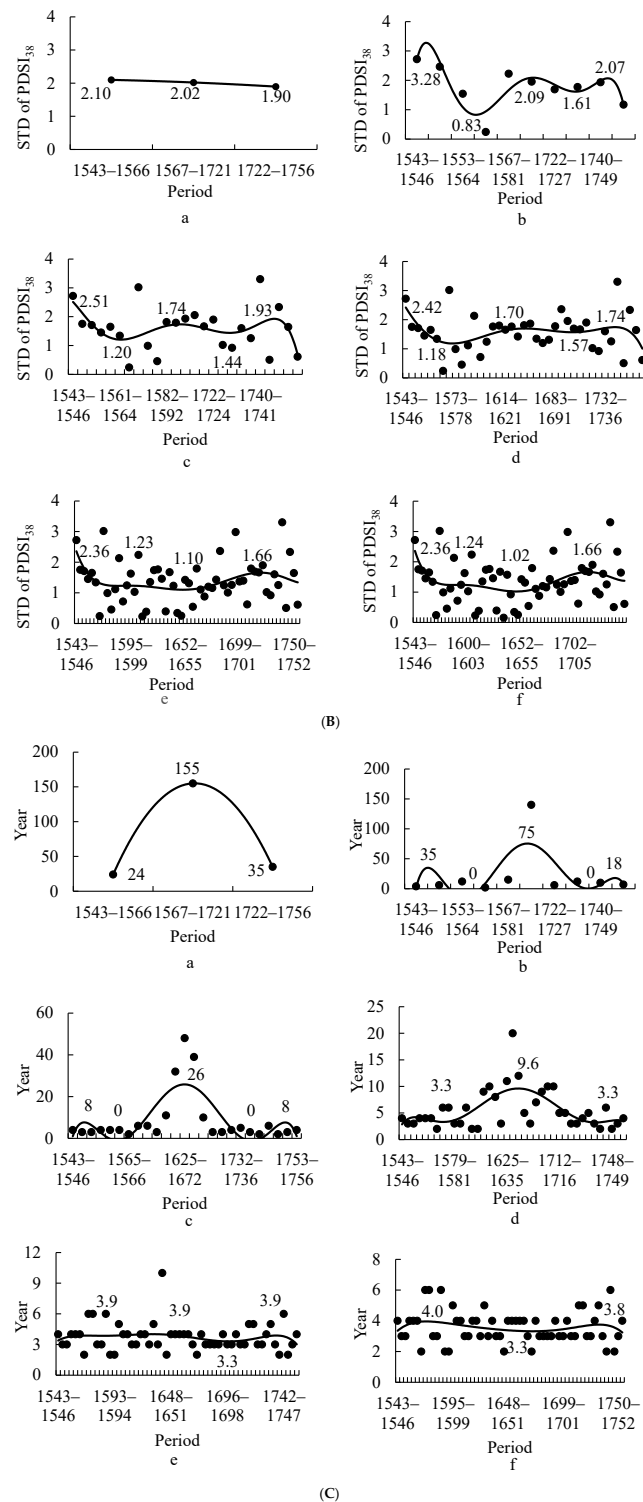 4
3
2
1
0
STD of PDSI38
2.10
2.02
1.90
1543–1566 1567–1721 1722–1756
Period
a
4
3
2
1
0
STD of PDSI38
3.28
0.83
2.09
1.61
2.07
1543– 1553– 1567– 1722– 1740–
1546 1564 1581 1727 1749
Period
b
4
3
2
1
0
STD of PDSI38
2.51
1.20
1.74
1.44
1.93
1543– 1561– 1582– 1722– 1740–
1546 1564 1592 1724 1741
Period
c
4
3
2
1
0
STD of PDSI38
2.42
1.18
1.70
1.57
1.74
1543– 1573– 1614– 1683– 1732–
1546 1578 1621 1691 1736
Period
d
4
3
2
1
0
STD of PDSI38
2.36
1.23
1.10
1.66
1543– 1595– 1652– 1699– 1750–
1546 1599 1655 1701 1752
Period
e
4
3
2
1
0
STD of PDSI38
2.36
1.24
1.02
1.66
1543– 1600– 1652– 1702–
1546 1603 1655 1705
Period
f
(B)
200
150
100
50
0
Year
24
155
35
1543–1566 1567–1721 1722–1756
Period
a
200
150
100
50
0
Year
35
0
75
0
18
1543– 1553– 1567– 1722– 1740–
1546 1564 1581 1727 1749
Period
b
60
40
20
0
Year
8
0
26
0
8
1543– 1565– 1625– 1732– 1753–
1546 1566 1672 1736 1756
Period
c
25
20
15
10
5
0
Year
3.3
9.6
3.3
1543– 1579– 1625– 1712– 1748–
1546 1581 1635 1716 1749
Period
d
12
9
6
3
0
Year
3.9
3.9
3.3
3.9
1543– 1593– 1648– 1696– 1742–
1546 1594 1651 1698 1747
Period
e
8
6
4
2
0
Year
4.0
3.3
3.8
1543– 1595– 1648– 1699– 1750–
1546 1599 1651 1701 1752
Period
f
(C)